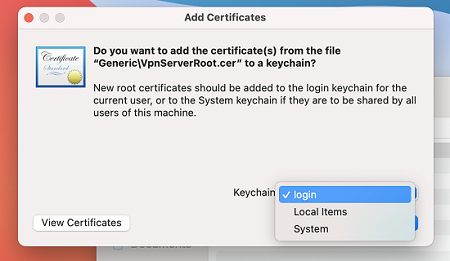 Add Certificates
Certificate
Standard
Do you want to add the certificate(s) from the file
“Generic\VpnServerRoot.cer” to a keychain?
New root certificates should be added to the login keychain for the
current user, or to the System keychain if they are to be shared by all
users of this machine.
Keychain
✓ login
Local Items
System
View Certificates
Documents